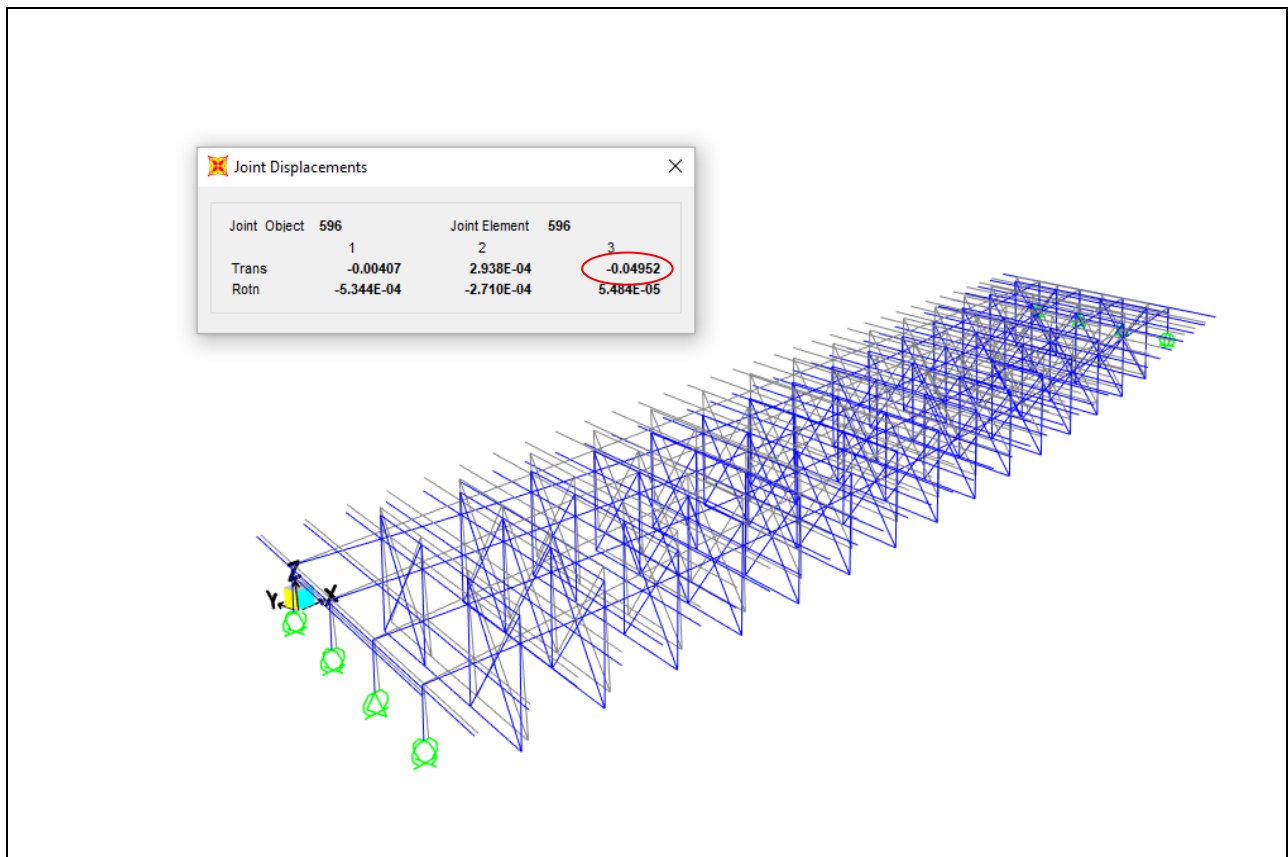 Joint Displacements
Joint Object 596 Joint Element 596
1 2 3
Trans -0.00407 2.938E-04 -0.04952
Rotn -5.344E-04 -2.710E-04 5.484E-05
Z
Y X